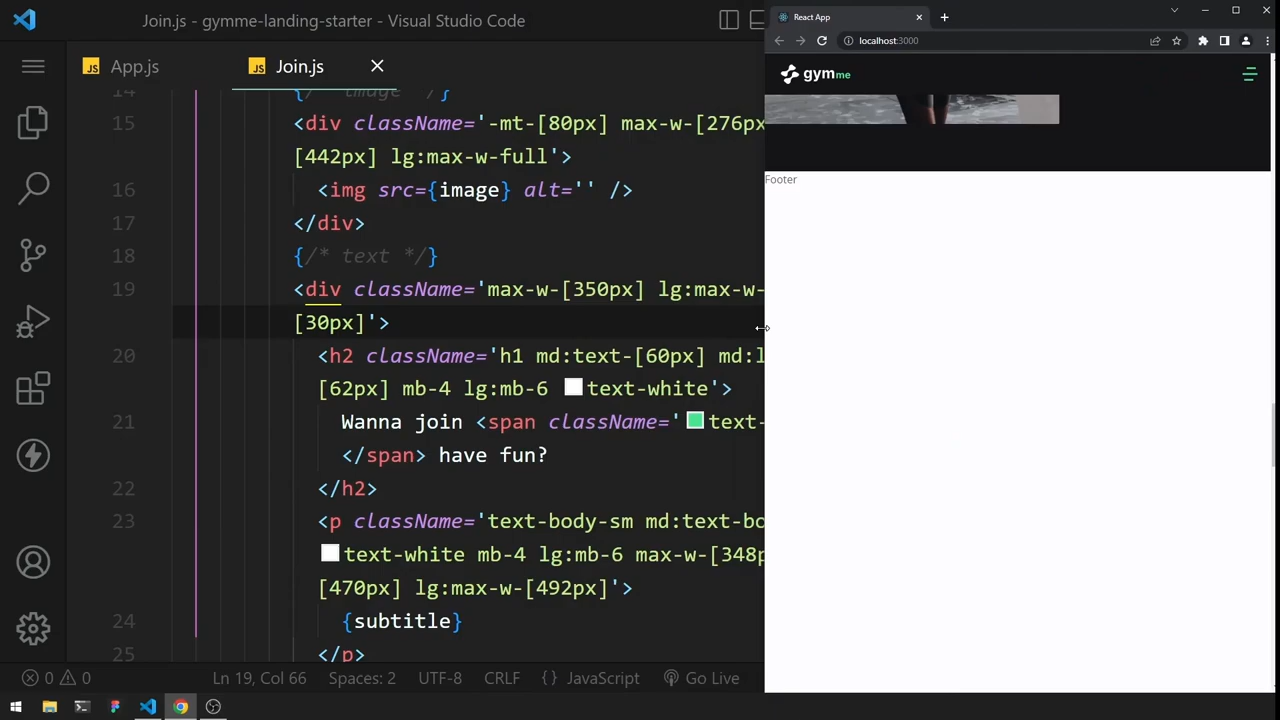 Join.js - gymme-landing-starter - Visual Studio Code
App.js
Join.js
14 {/* image */}
15 <div className='-mt-[80px] max-w-[276px
[442px] lg:max-w-full'>
16 <img src={image} alt='' />
17 </div>
18 {/* text */}
19 <div className='max-w-[350px] lg:max-w-
[30px]'>
20 <h2 className='h1 md:text-[60px] md:l
[62px] mb-4 lg:mb-6 text-white'>
21 Wanna join <span className='text-
</span> have fun?
22 </h2>
23 <p className='text-body-sm md:text-bo
text-white mb-4 lg:mb-6 max-w-[348p
[470px] lg:max-w-[492px]'>
24 {subtitle}
25 </p>
0 0 Ln 19, Col 66 Spaces: 2 UTF-8 CRLF {} JavaScript Go Live
React App
localhost:3000
gymme
Footer